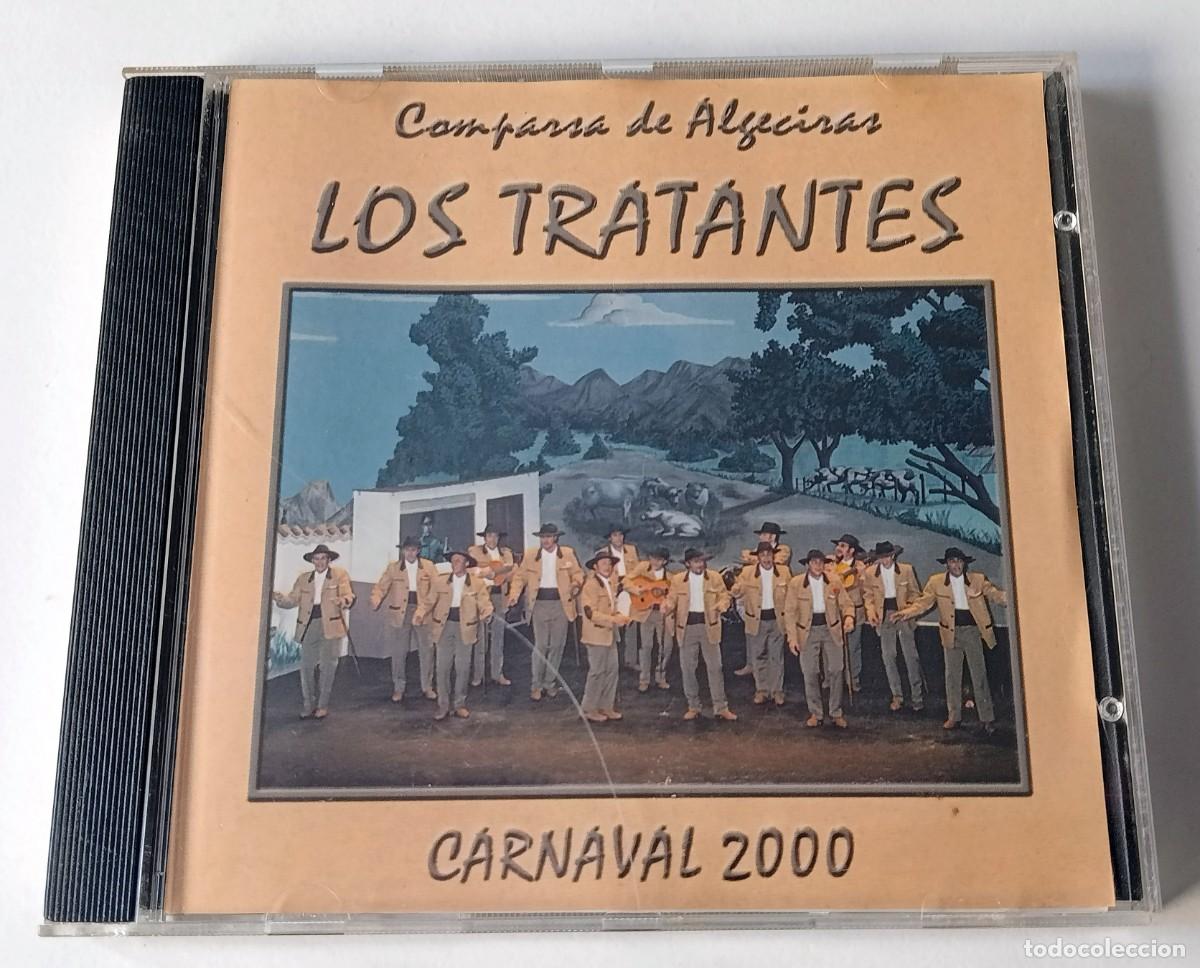 Comparsa de Algeciras
LOS TRATANTES
CARNAVAL 2000
todocoleccion